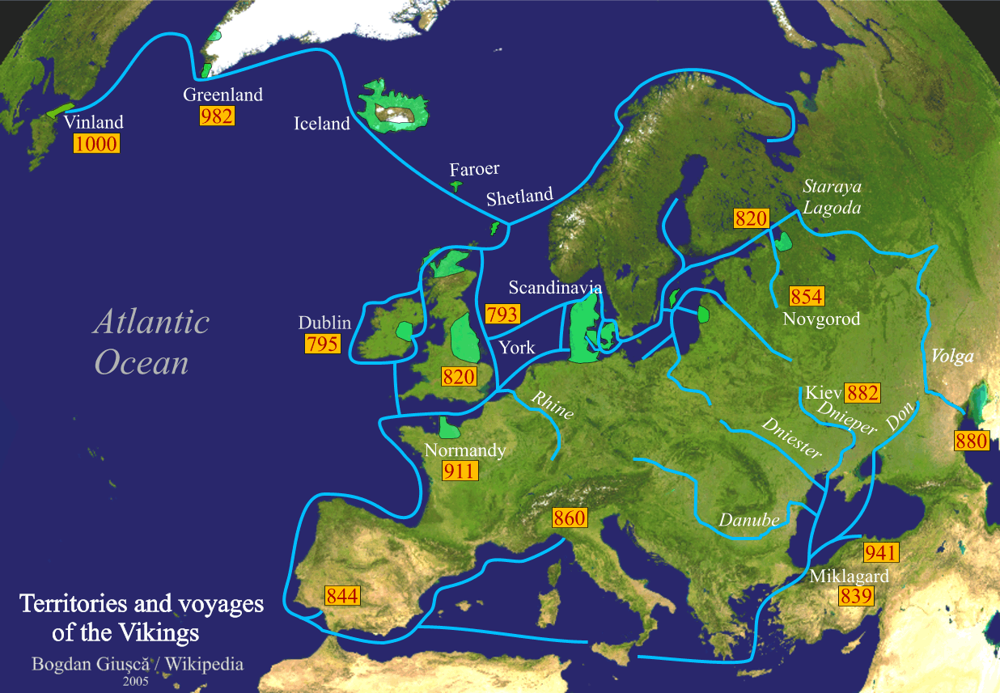 Greenland
982
Vinland
1000
Iceland
Faroer
Shetland
Staraya
Lagoda
820
Scandinavia
793
854
Novgorod
Dublin
795
Atlantic
Ocean
York
820
Volga
Rhine
Kiev 882
Dnieper
Don
Dniester
880
Normandy
911
860
Danube
941
Miklagard
839
844
Territories and voyages
of the Vikings
Bogdan Giuşcă / Wikipedia
2005